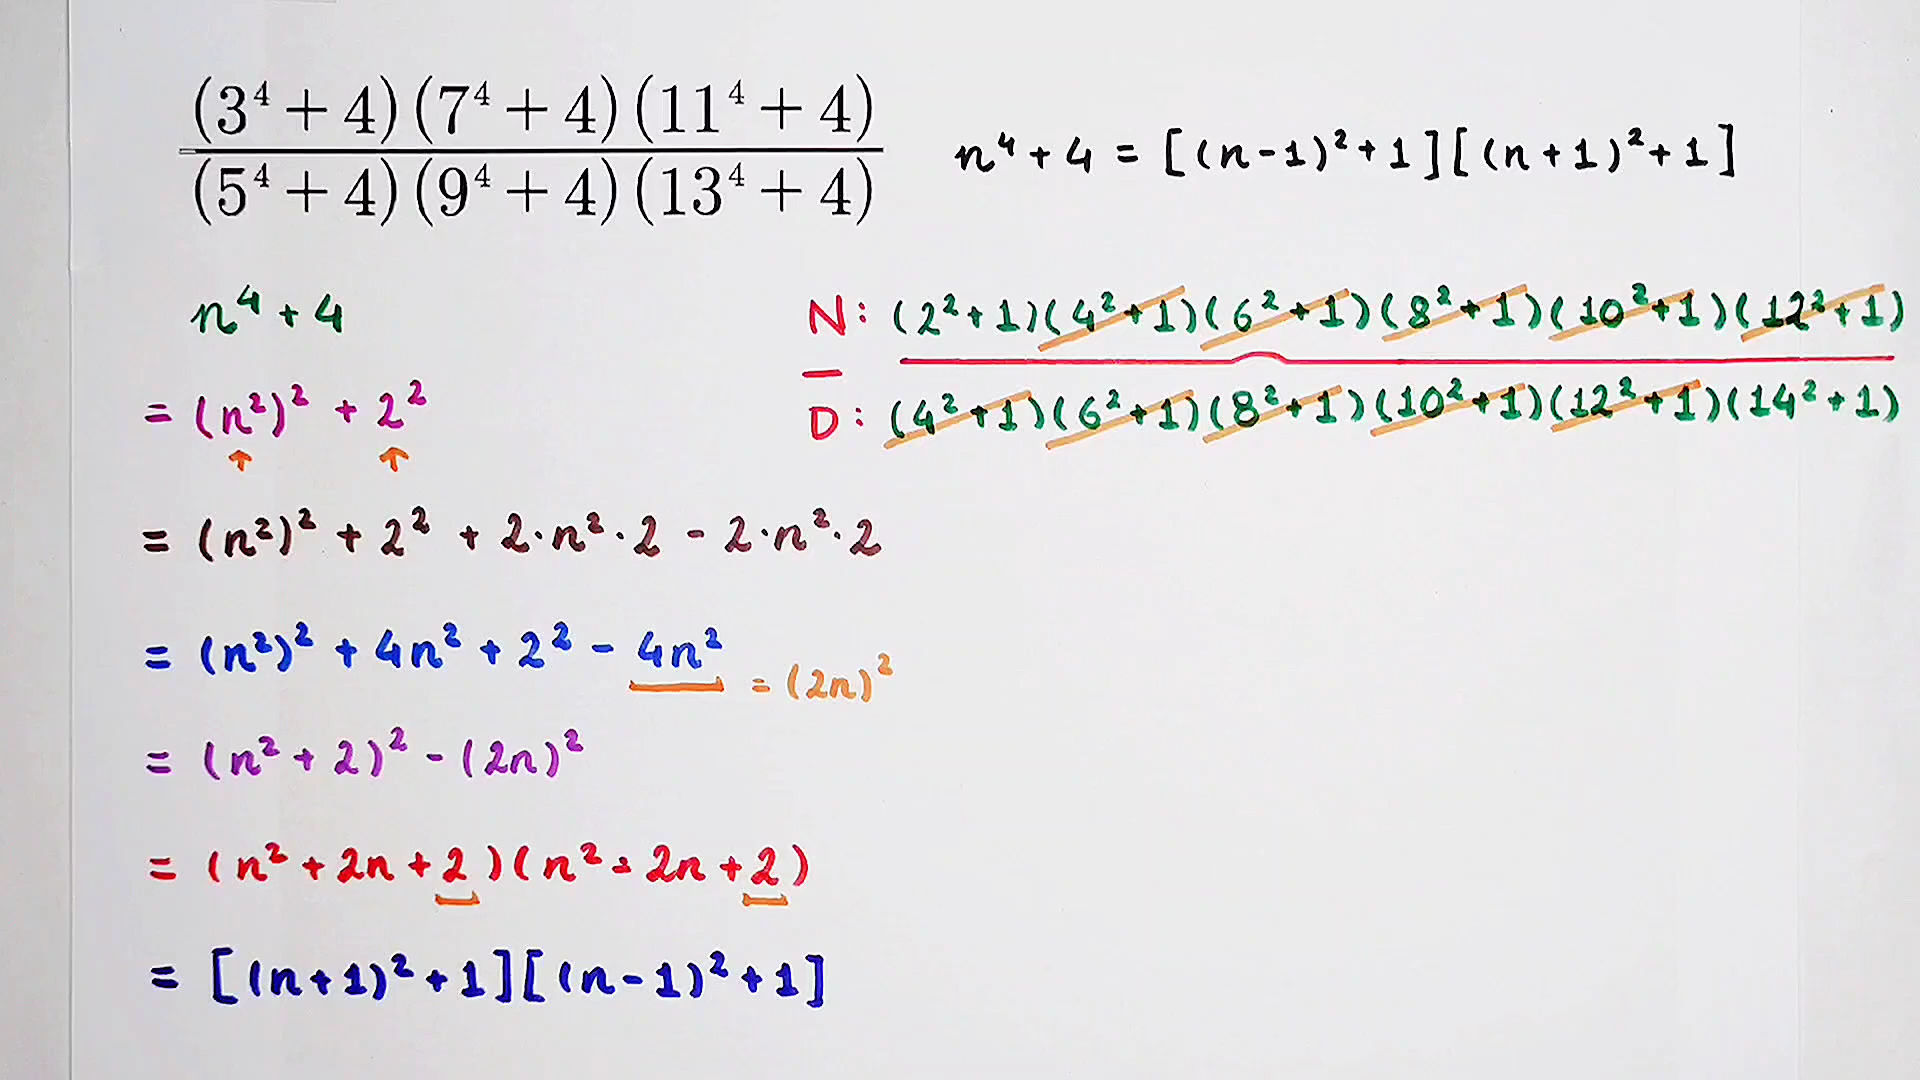 (3⁴ + 4)(7⁴ + 4)(11⁴ + 4)
(5⁴ + 4)(9⁴ + 4)(13⁴ + 4)
n⁴ + 4 = [(n-1)² + 1][(n+1)² + 1]
n⁴ + 4
= (n²)² + 2²
= (n²)² + 2² + 2·n²·2 - 2·n²·2
= (n²)² + 4n² + 2² - 4n²
= (2n)²
= (n² + 2)² - (2n)²
= (n² + 2n + 2)(n² - 2n + 2)
= [(n+1)² + 1][(n-1)² + 1]
N: (2²+1)(4²+1)(6²+1)(8²+1)(10²+1)(12²+1)
D: (4²+1)(6²+1)(8²+1)(10²+1)(12²+1)(14²+1)